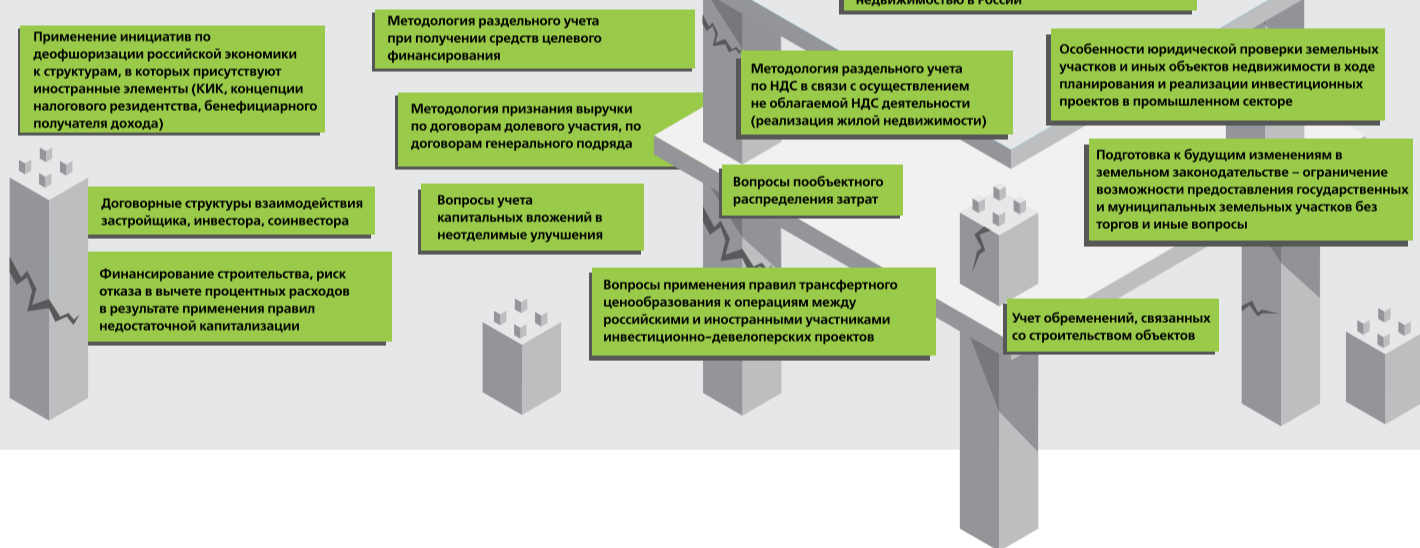 недвижимостью в России
Применение инициатив по
деофшоризации российской экономики
к структурам, в которых присутствуют
иностранные элементы (КИК, концепции
налогового резидентства, бенефициарного
получателя дохода)
Методология раздельного учета
при получении средств целевого
финансирования
Методология раздельного учета
по НДС в связи с осуществлением
не облагаемой НДС деятельности
(реализация жилой недвижимости)
Особенности юридической проверки земельных
участков и иных объектов недвижимости в ходе
планирования и реализации инвестиционных
проектов в промышленном секторе
Методология признания выручки
по договорам долевого участия, по
договорам генерального подряда
Подготовка к будущим изменениям в
земельном законодательстве – ограничение
возможности предоставления государственных
и муниципальных земельных участков без
торгов и иные вопросы
Договорные структуры взаимодействия
застройщика, инвестора, соинвестора
Вопросы учета
капитальных вложений в
неотделимые улучшения
Вопросы пообъектного
распределения затрат
Финансирование строительства, риск
отказа в вычете процентных расходов
в результате применения правил
недостаточной капитализации
Вопросы применения правил трансфертного
ценообразования к операциям между
российскими и иностранными участниками
инвестиционно–девелоперских проектов
Учет обременений, связанных
со строительством объектов